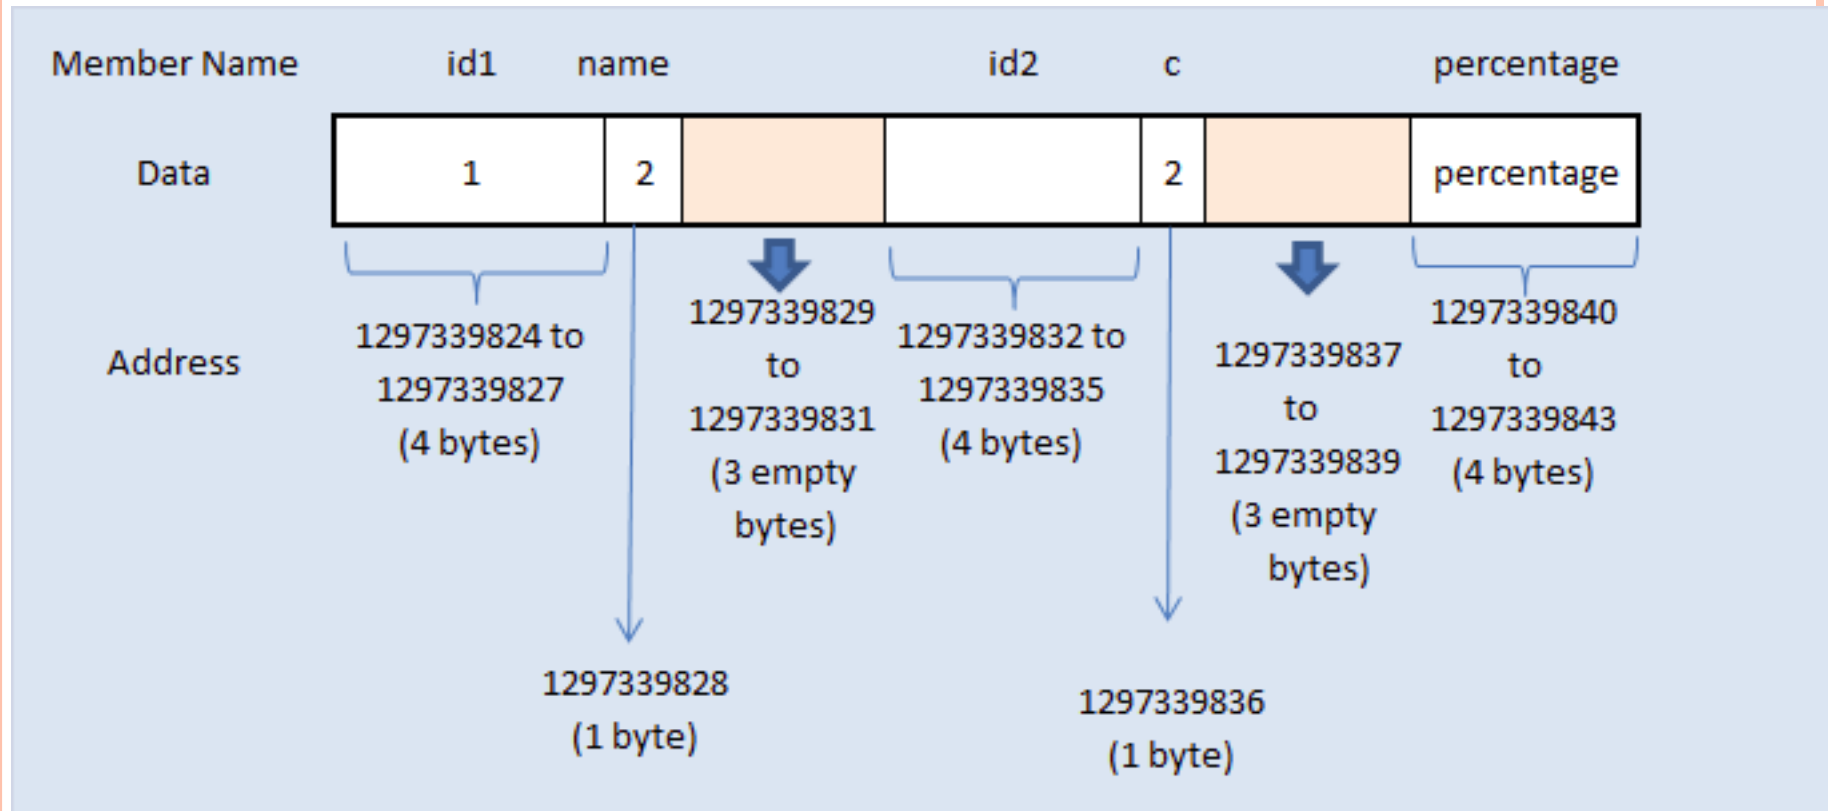 Member Name id1 name id2 c percentage
Data 1 2 2 percentage
Address
1297339824 to
1297339827
(4 bytes)
1297339828
(1 byte)
1297339829
to
1297339831
(3 empty
bytes)
1297339832 to
1297339835
(4 bytes)
1297339836
(1 byte)
1297339837
to
1297339839
(3 empty
bytes)
1297339840
to
1297339843
(4 bytes)